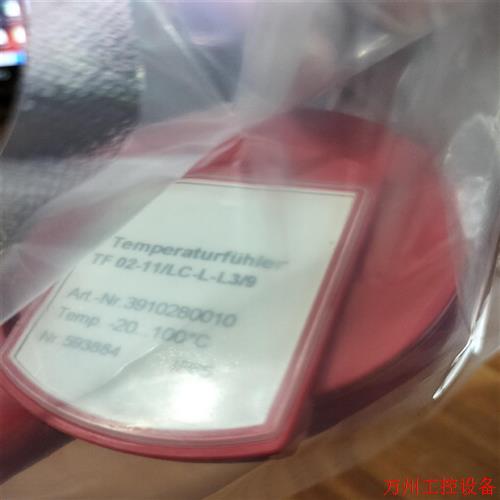 Temperaturfühler
TF 02-11/LC-L-L3/9
Art.-Nr.3910280010
Temp. -20...100°C
Nr.593884
万州工控设备